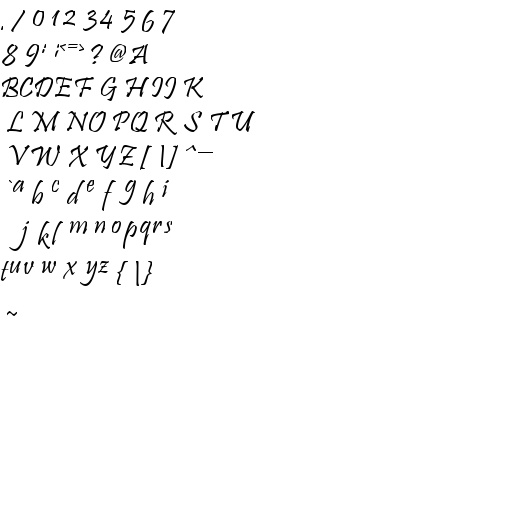 . / 0 1 2 3 4 5 6 7
8 9 : ; < = > ? @ A
B C D E F G H I J K
L M N O P Q R S T U
V W X Y Z [ \ ] ^ _
` a b c d e f g h i
j k l m n o p q r s
t u v w x y z { | }
~